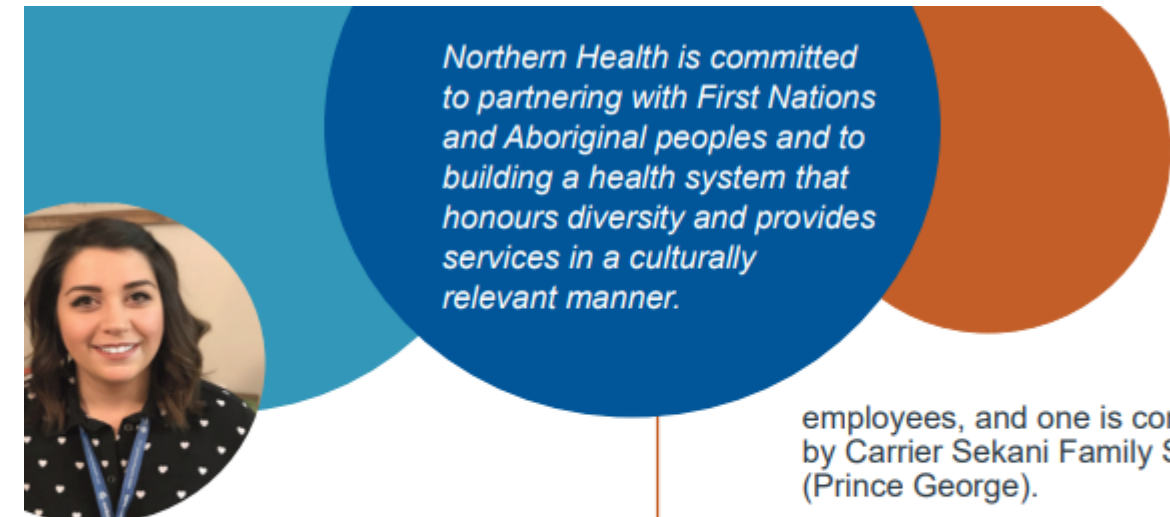 Northern Health is committed
to partnering with First Nations
and Aboriginal peoples and to
building a health system that
honours diversity and provides
services in a culturally
relevant manner.
employees, and one is
by Carrier Sekani Family
(Prince George).